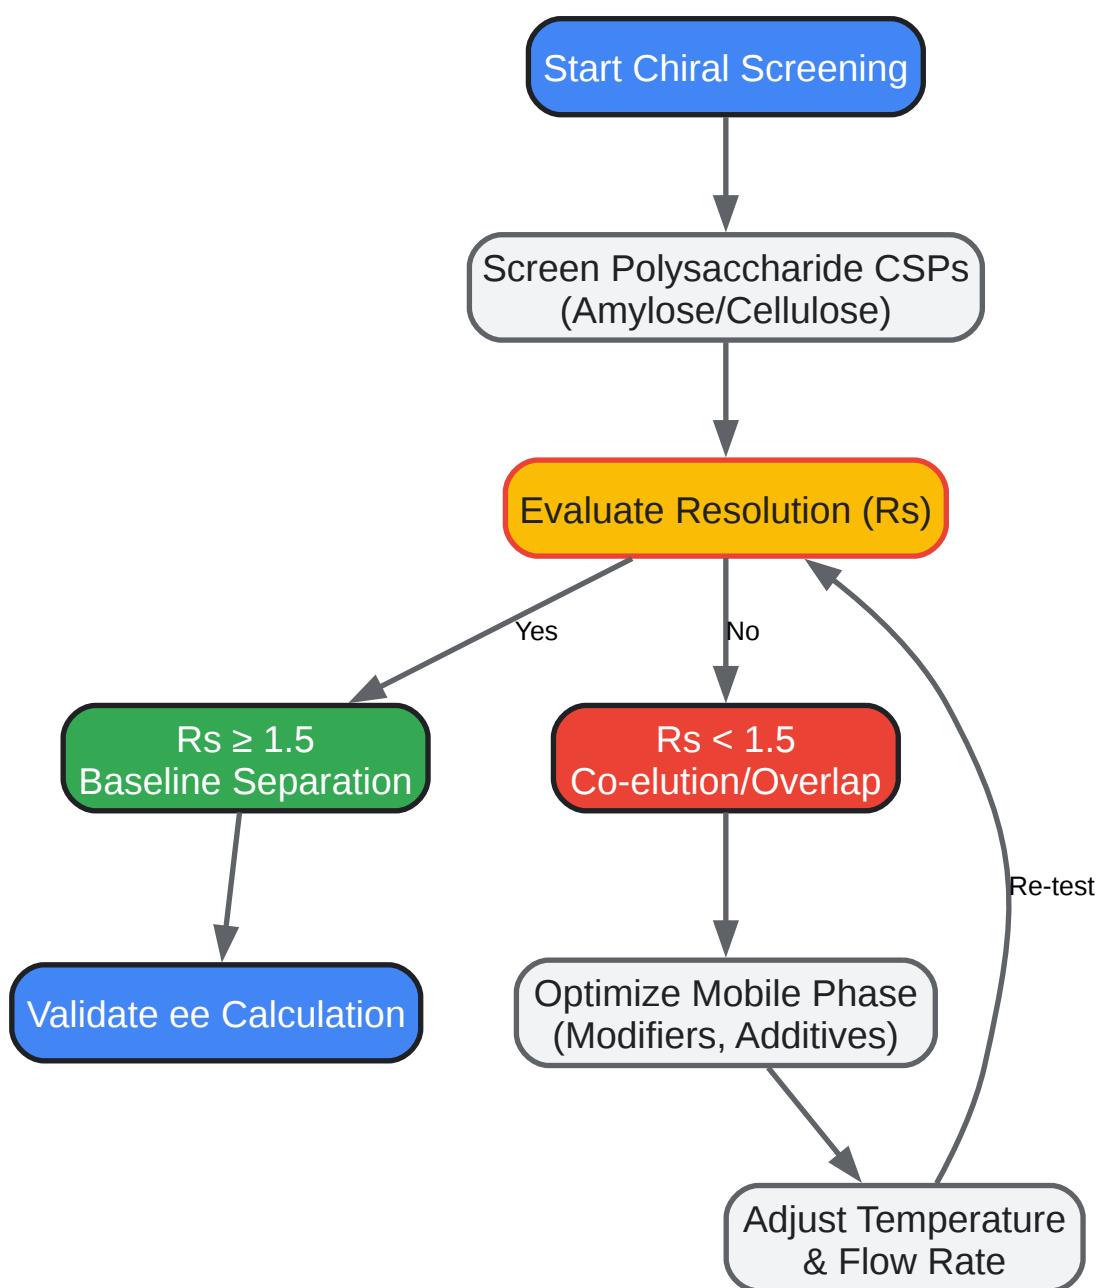 Start Chiral Screening
Screen Polysaccharide CSPs
(Amylose/Cellulose)
Evaluate Resolution (Rs)
Yes
No
Rs ≥ 1.5
Baseline Separation
Rs < 1.5
Co-elution/Overlap
Re-test
Validate ee Calculation
Optimize Mobile Phase
(Modifiers, Additives)
Adjust Temperature
& Flow Rate